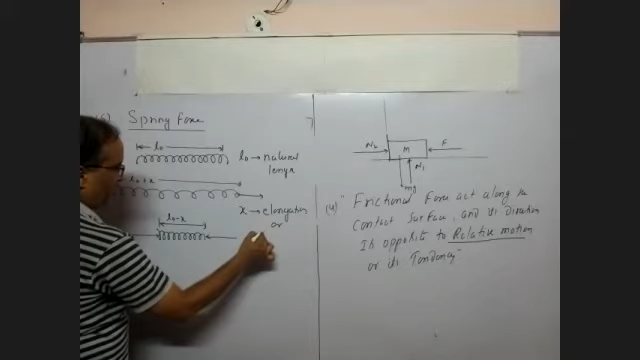 Spring Force
l₀
l₀ → natural
length
l₀+x
x → elongation
or
l₀-x
N₂ M F
N₁
mg
(4) "Frictional Force act along the
contact surface, and its direction
is opposite to Relative motion
or its Tendency"